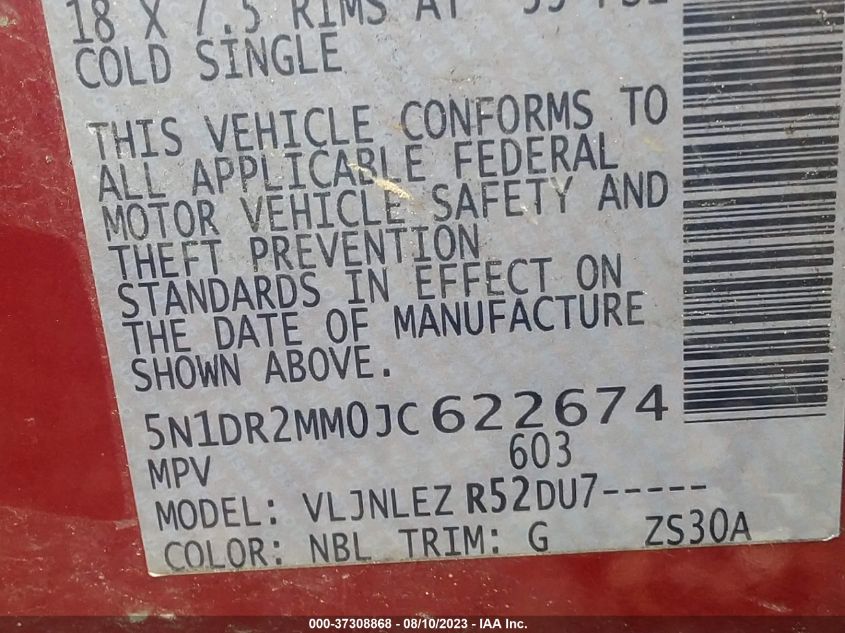 18 X 7.5 RIMS AT
COLD SINGLE
THIS VEHICLE CONFORMS TO
ALL APPLICABLE FEDERAL
MOTOR VEHICLE SAFETY AND
THEFT PREVENTION
STANDARDS IN EFFECT ON
THE DATE OF MANUFACTURE
SHOWN ABOVE.
5N1DR2MM0JC622674
MPV 603
MODEL: VLJNLEZ R52DU7-----
COLOR: NBL TRIM: G ZS30A
000-37308868 - 08/10/2023 - IAA Inc.